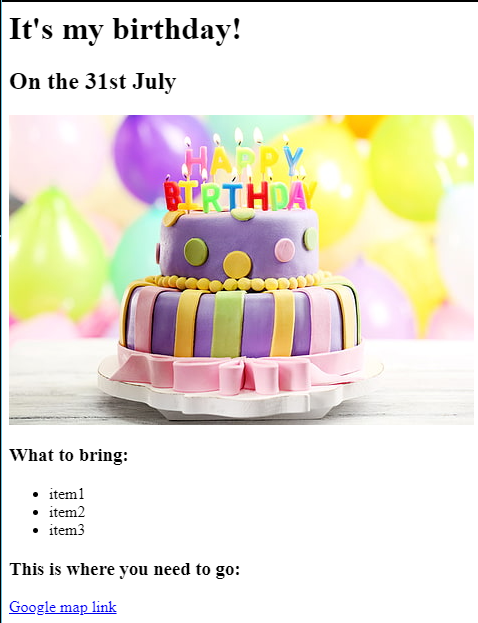 It's my birthday!
On the 31st July
HAPPY
BIRTHDAY
What to bring:
item1
item2
item3
This is where you need to go:
Google map link